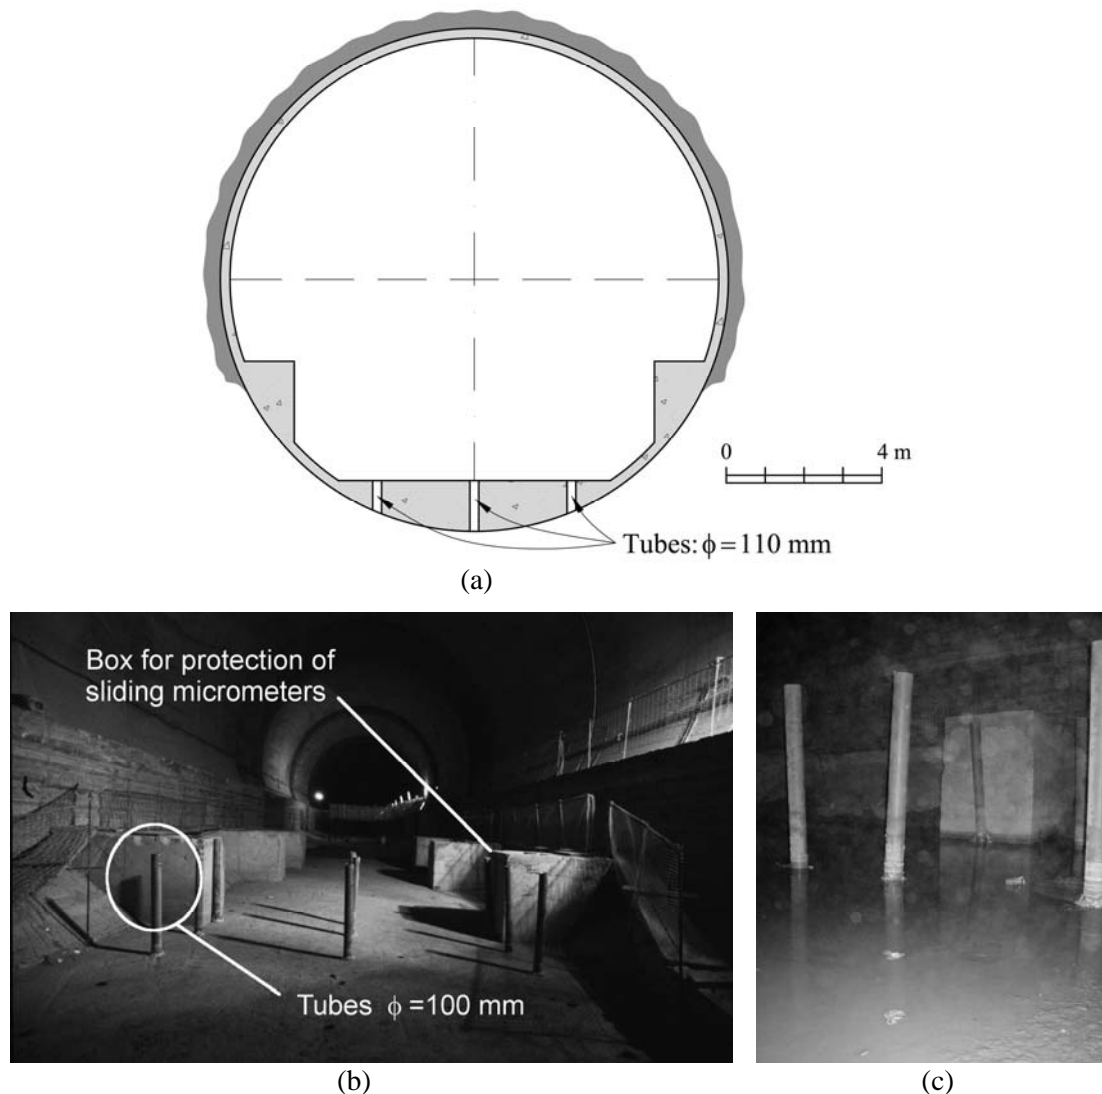 0 4 m
Tubes: ϕ = 110 mm
(a)
Box for protection of
sliding micrometers
Tubes ϕ =100 mm
(b)
(c)